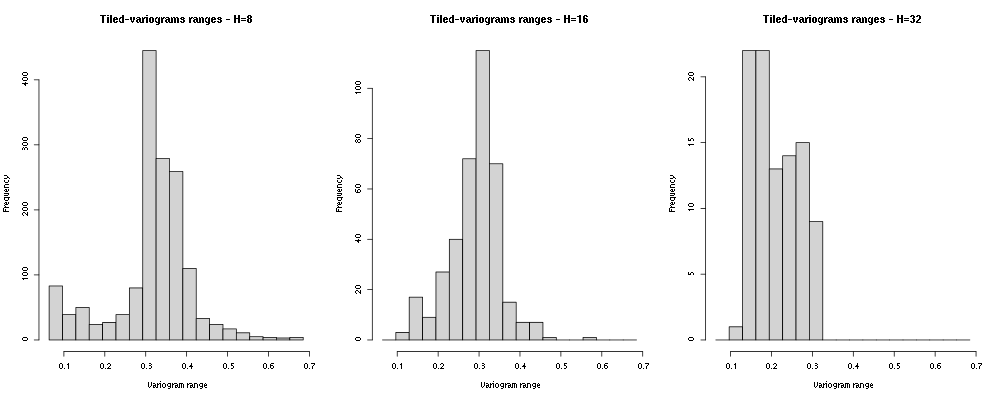 Tiled-variograms ranges - H=8
Tiled-variograms ranges - H=16
Tiled-variograms ranges - H=32
Frequency
0 100 200 300 400
0.1 0.2 0.3 0.4 0.5 0.6 0.7
Variogram range
Frequency
0 20 40 60 80 100
0.1 0.2 0.3 0.4 0.5 0.6 0.7
Variogram range
Frequency
0 5 10 15 20
0.1 0.2 0.3 0.4 0.5 0.6 0.7
Variogram range